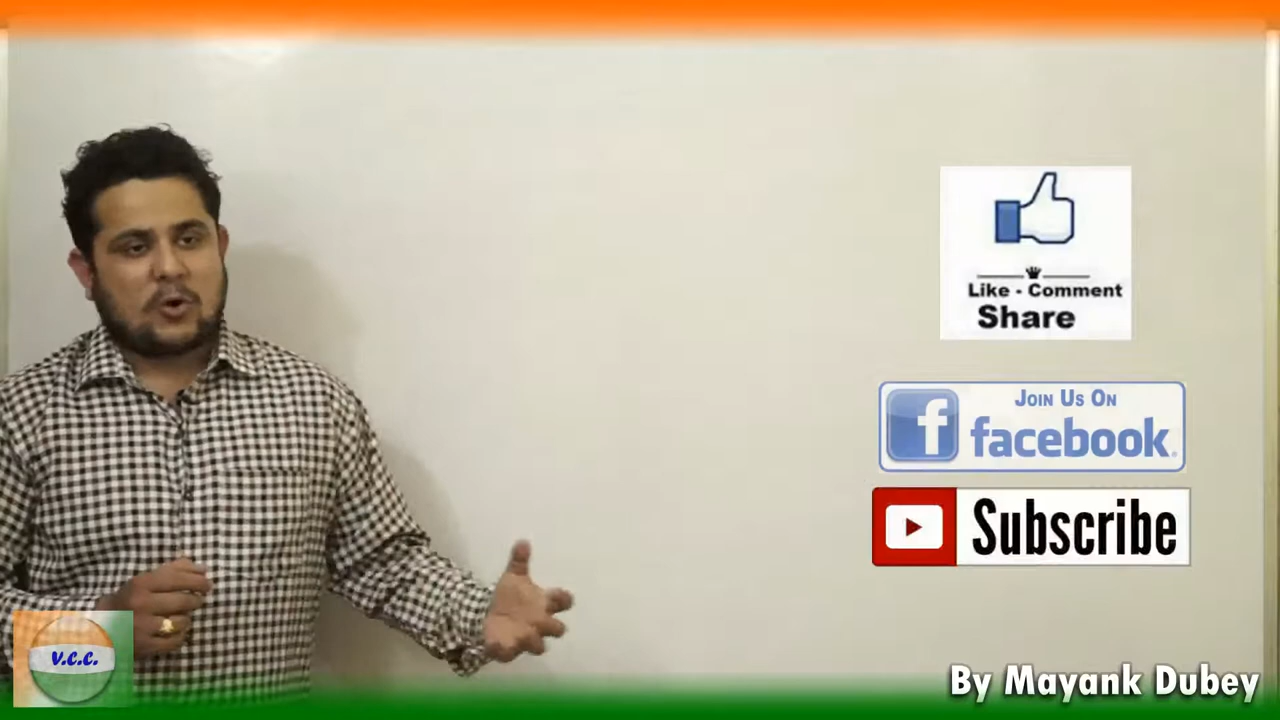 Like - Comment
Share
Join Us On
facebook
Subscribe
V.C.C.
By Mayank Dubey